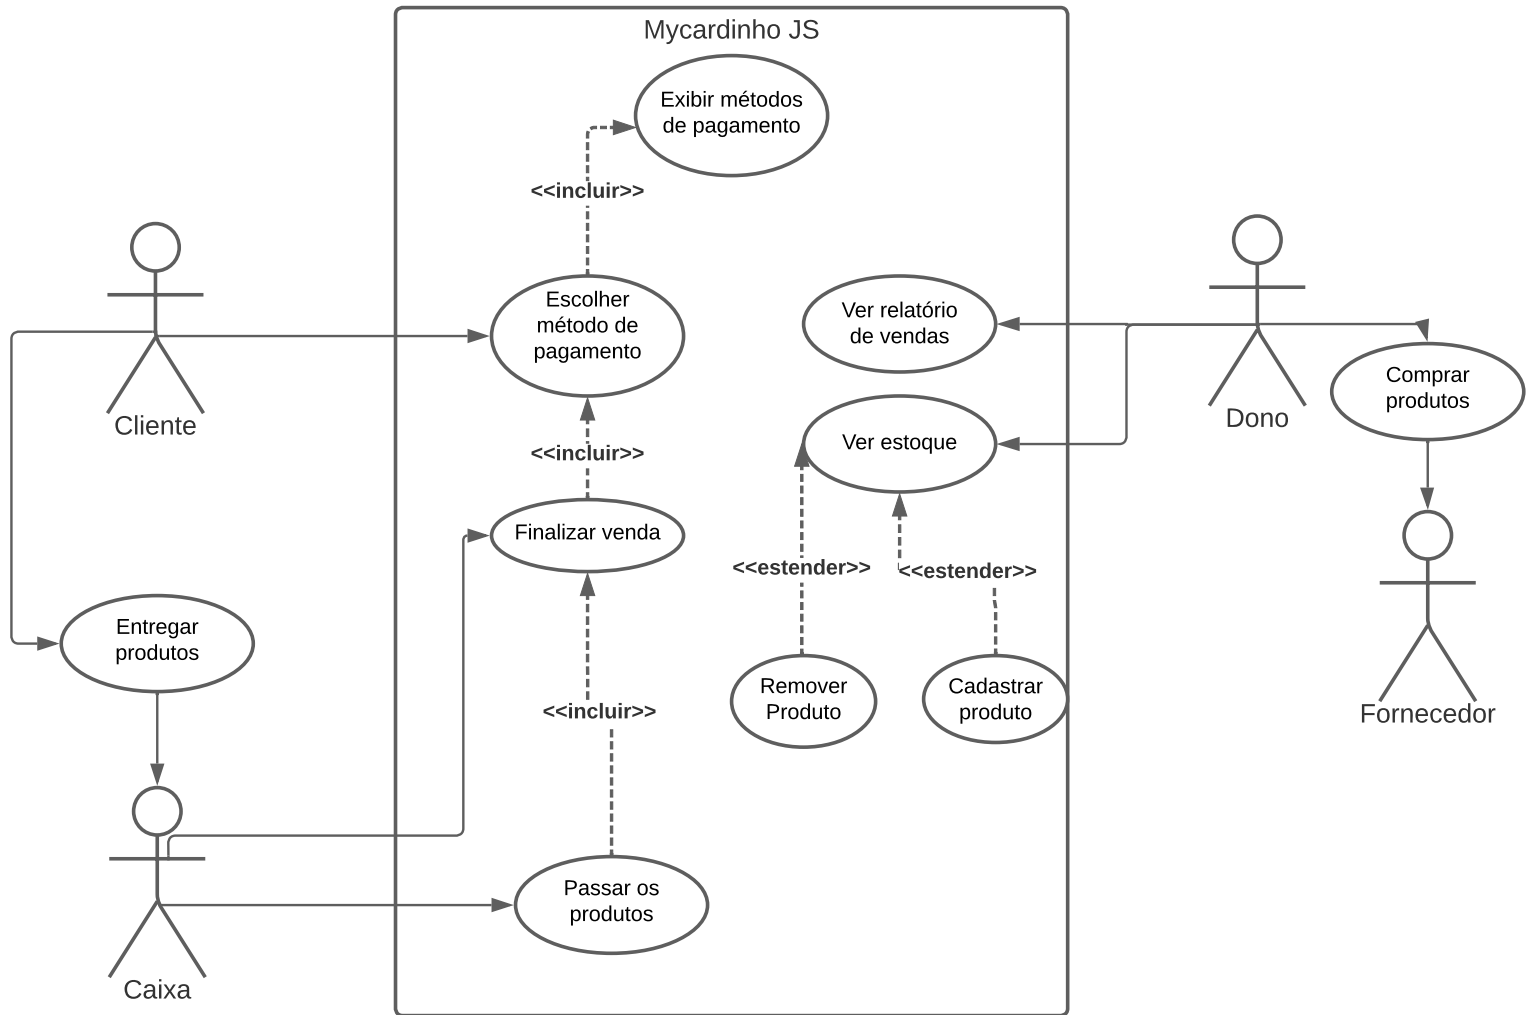 Mycardinho JS
Exibir métodos
de pagamento
<<incluir>>
Escolher
método de
pagamento
Cliente
<<incluir>>
Finalizar venda
Entregar
produtos
<<incluir>>
Passar os
produtos
Caixa
Ver relatório
de vendas
Ver estoque
<<estender>>
<<estender>>
Remover
Produto
Cadastrar
produto
Dono
Comprar
produtos
Fornecedor